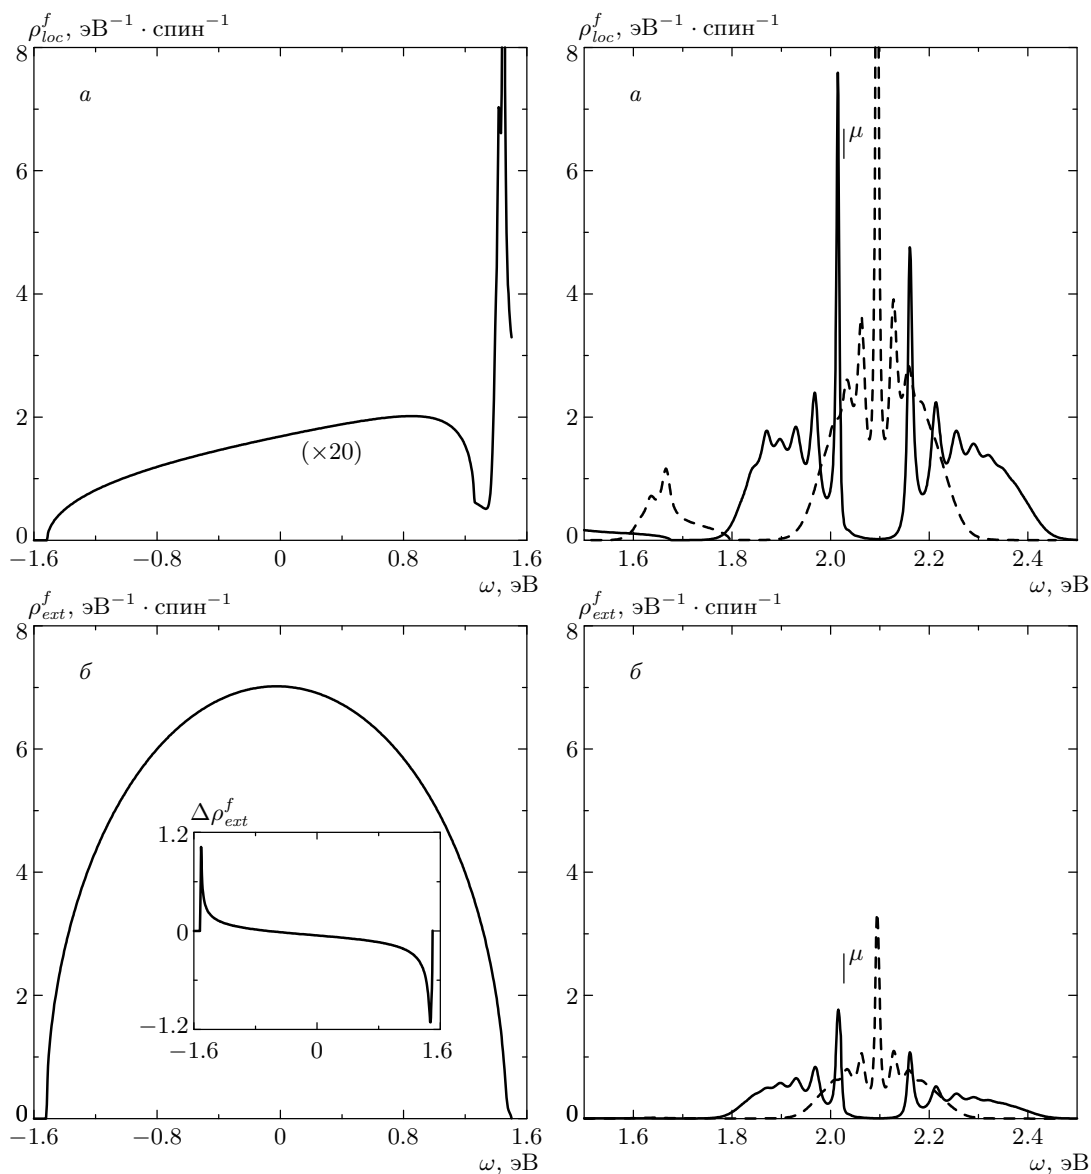 ρ^f_loc, эВ⁻¹ · спин⁻¹
8
а
6
4
2
(×20)
0
−1.6 −0.8 0 0.8 1.6
ω, эВ
ρ^f_loc, эВ⁻¹ · спин⁻¹
8
а
μ
6
4
2
0
1.6 1.8 2.0 2.2 2.4
ω, эВ
ρ^f_ext, эВ⁻¹ · спин⁻¹
8
б
6
4
Δρ^f_ext
1.2
0
−1.2
−1.6 0 1.6
2
0
−1.6 −0.8 0 0.8 1.6
ω, эВ
ρ^f_ext, эВ⁻¹ · спин⁻¹
8
б
6
4
μ
2
0
1.6 1.8 2.0 2.2 2.4
ω, эВ